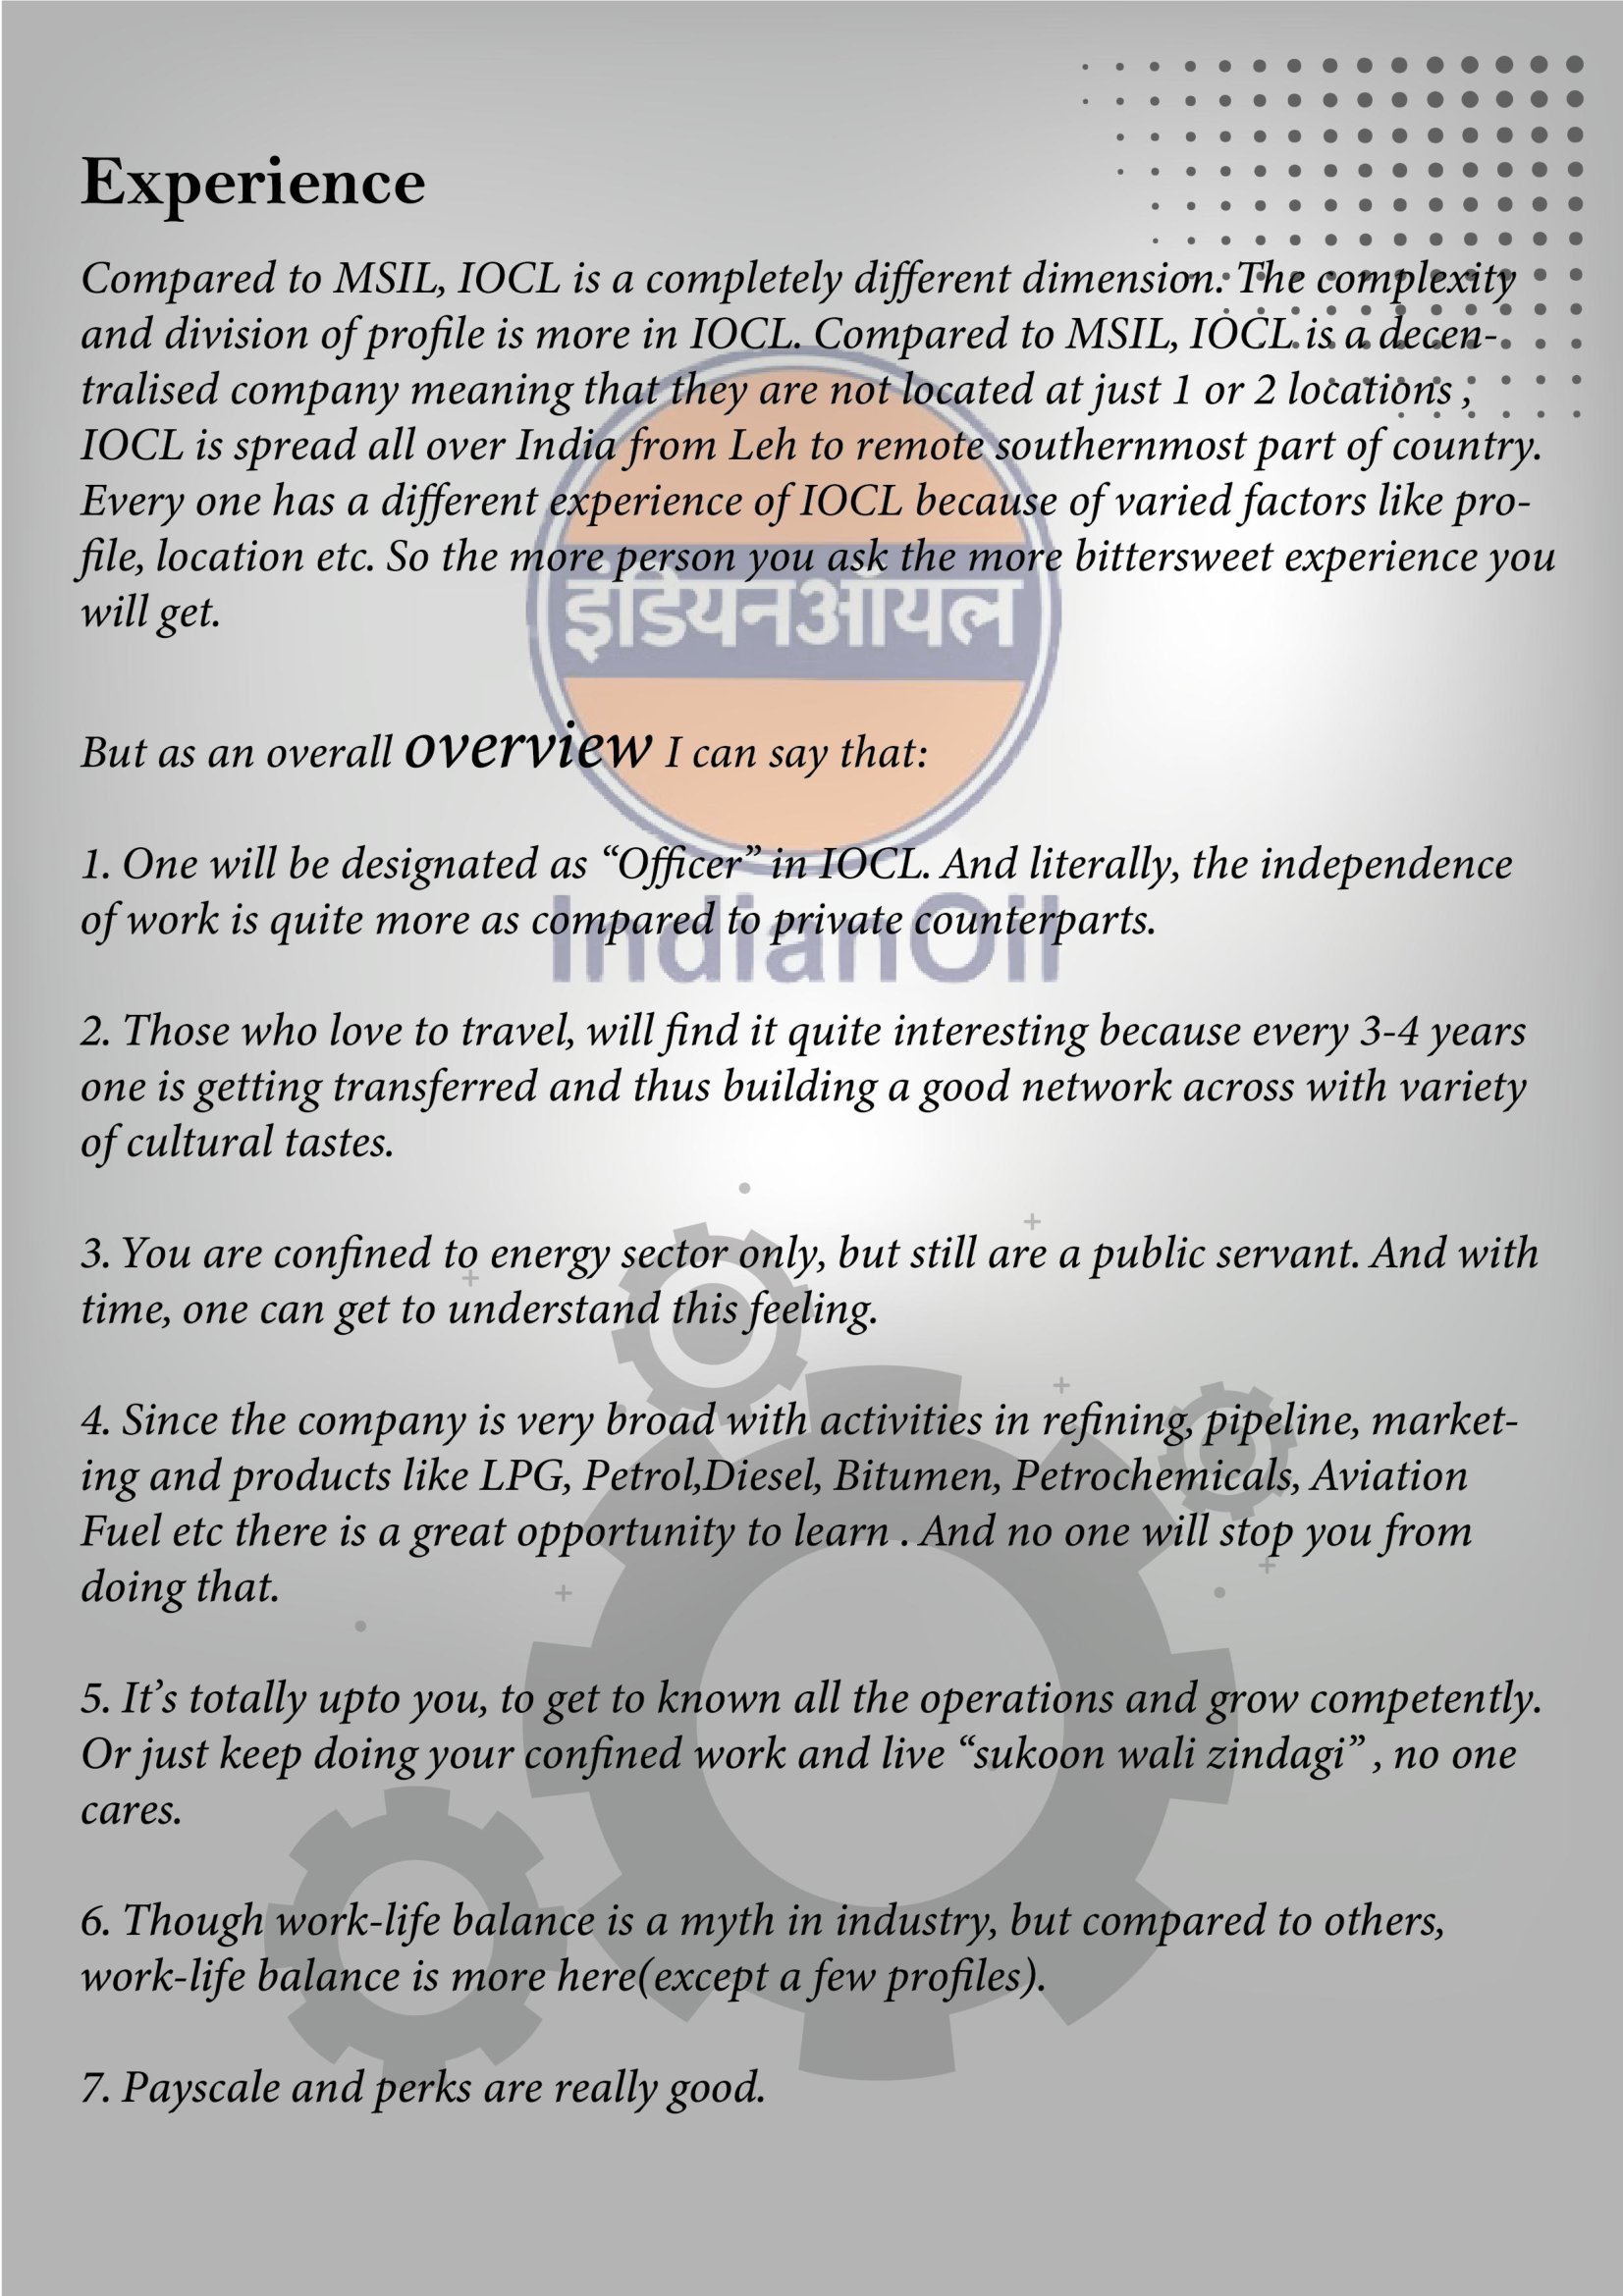 Experience
Compared to MSIL, IOCL is a completely different dimension. The complexity
and division of profile is more in IOCL. Compared to MSIL, IOCL is a decen-
tralised company meaning that they are not located at just 1 or 2 locations ,
IOCL is spread all over India from Leh to remote southernmost part of country.
Every one has a different experience of IOCL because of varied factors like pro-
file, location etc. So the more person you ask the more bittersweet experience you
will get.
इंडियनऑयल
But as an overall overview I can say that:
1. One will be designated as “Officer” in IOCL. And literally, the independence
of work is quite more as compared to private counterparts.
IndianOil
2. Those who love to travel, will find it quite interesting because every 3-4 years
one is getting transferred and thus building a good network across with variety
of cultural tastes.
3. You are confined to energy sector only, but still are a public servant. And with
time, one can get to understand this feeling.
4. Since the company is very broad with activities in refining, pipeline, market-
ing and products like LPG, Petrol,Diesel, Bitumen, Petrochemicals, Aviation
Fuel etc there is a great opportunity to learn . And no one will stop you from
doing that.
5. It’s totally upto you, to get to known all the operations and grow competently.
Or just keep doing your confined work and live “sukoon wali zindagi” , no one
cares.
6. Though work-life balance is a myth in industry, but compared to others,
work-life balance is more here(except a few profiles).
7. Payscale and perks are really good.